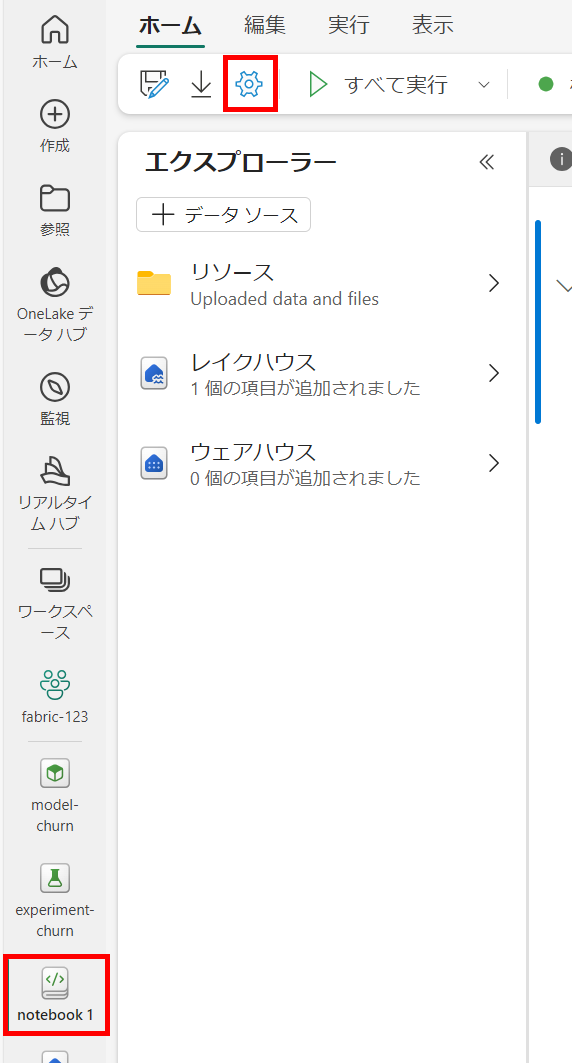 ホーム
作成
参照
OneLake デ
ータ ハブ
監視
リアルタイ
ム ハブ
ワークスペ
ース
fabric-123
model-
churn
experiment-
churn
notebook 1
ホーム 編集 実行 表示
すべて実行
エクスプローラー
データ ソース
リソース
Uploaded data and files
レイクハウス
1 個の項目が追加されました
ウェアハウス
0 個の項目が追加されました